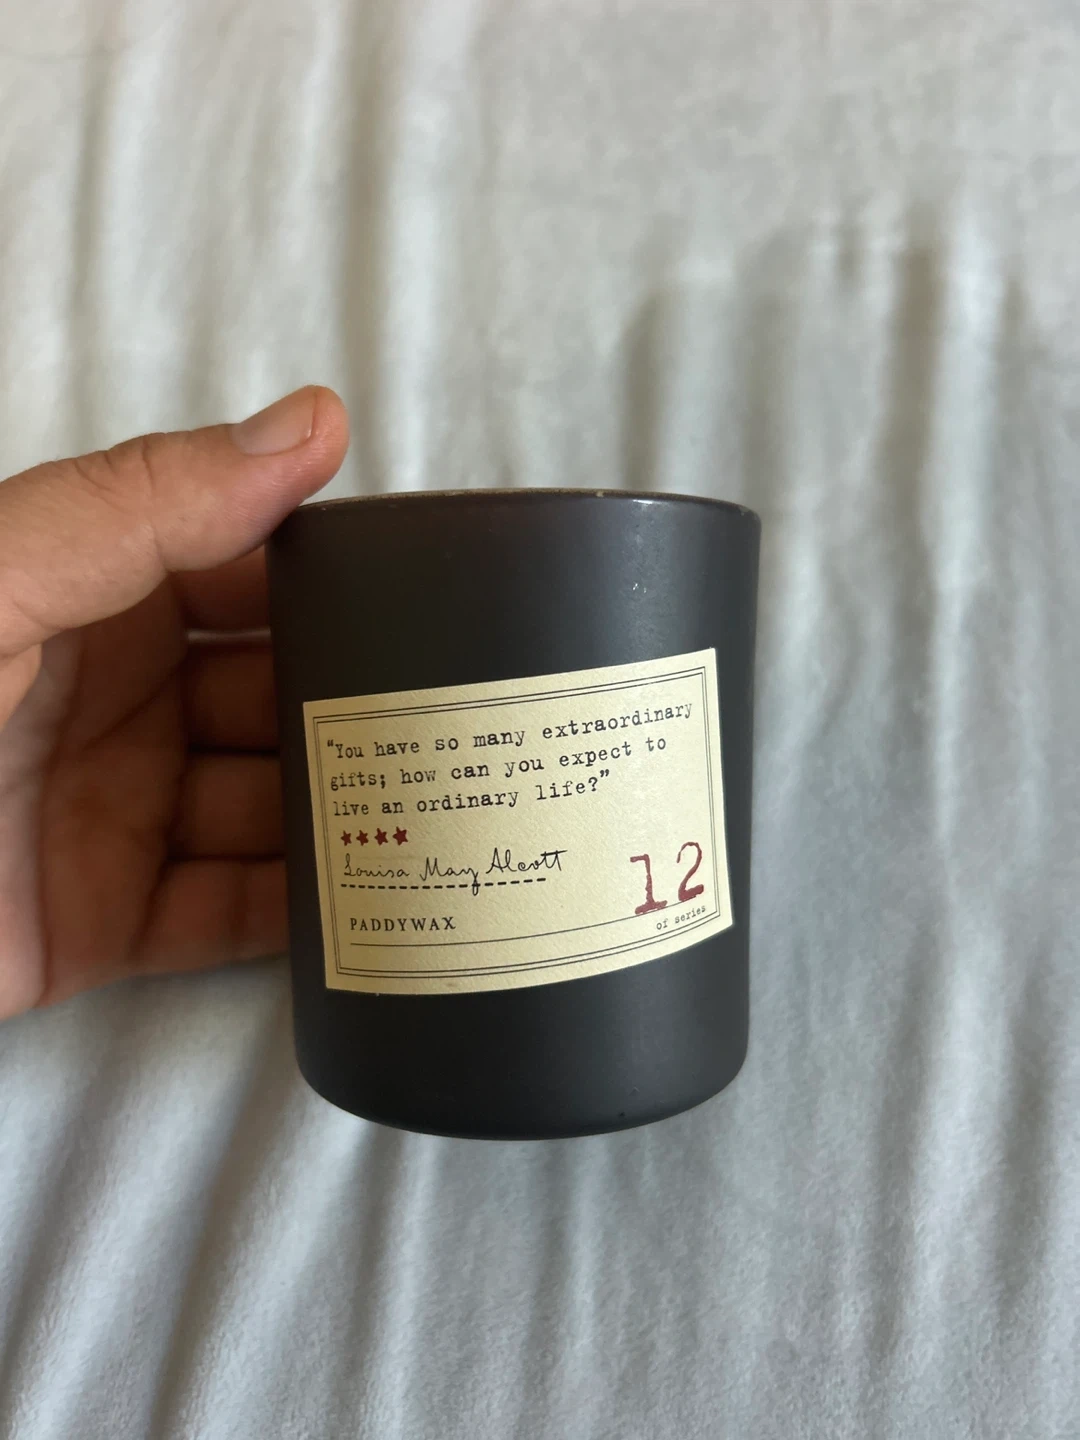 “You have so many extraordinary
gifts; how can you expect to
live an ordinary life?”
Louisa May Alcott
12
PADDYWAX
of series